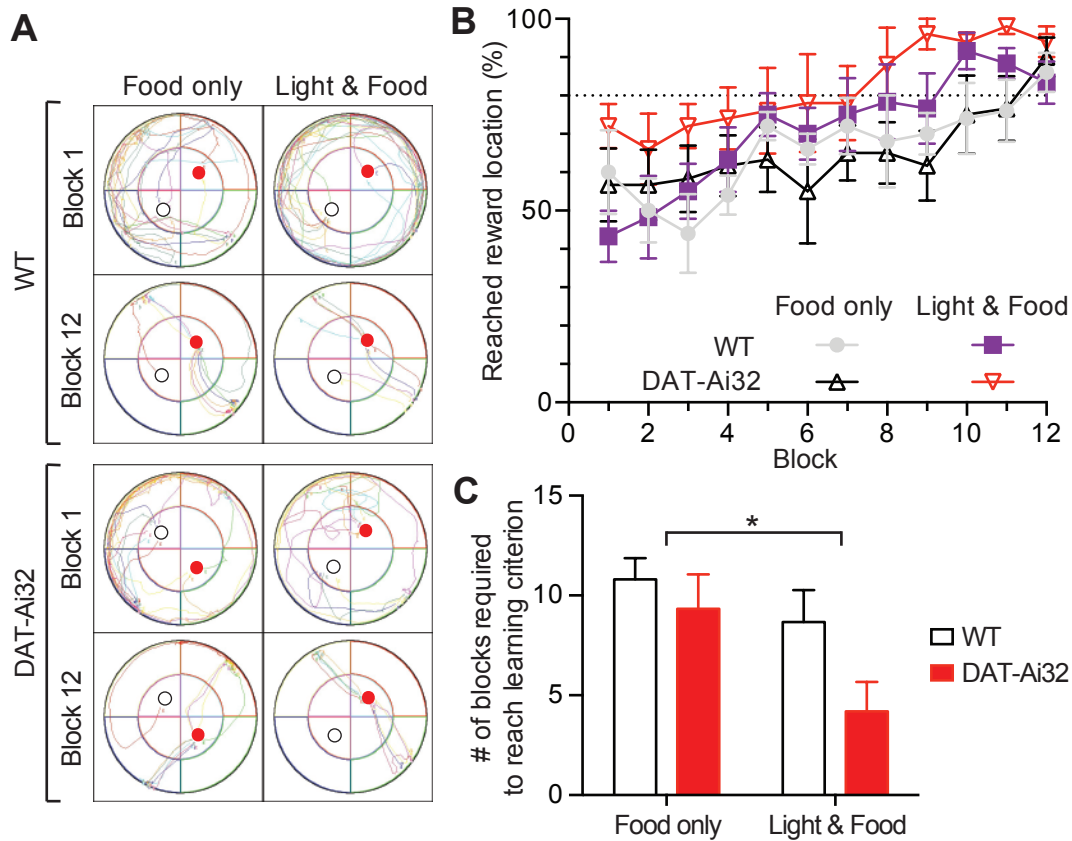 A
Food only Light & Food
WT
Block 1
Block 12
DAT-Ai32
Block 1
Block 12
B
Reached reward location (%)
100
50
0
0 2 4 6 8 10 12
Block
Food only Light & Food
WT
DAT-Ai32
C
# of blocks required
to reach learning criterion
15
10
5
0
*
Food only Light & Food
WT
DAT-Ai32